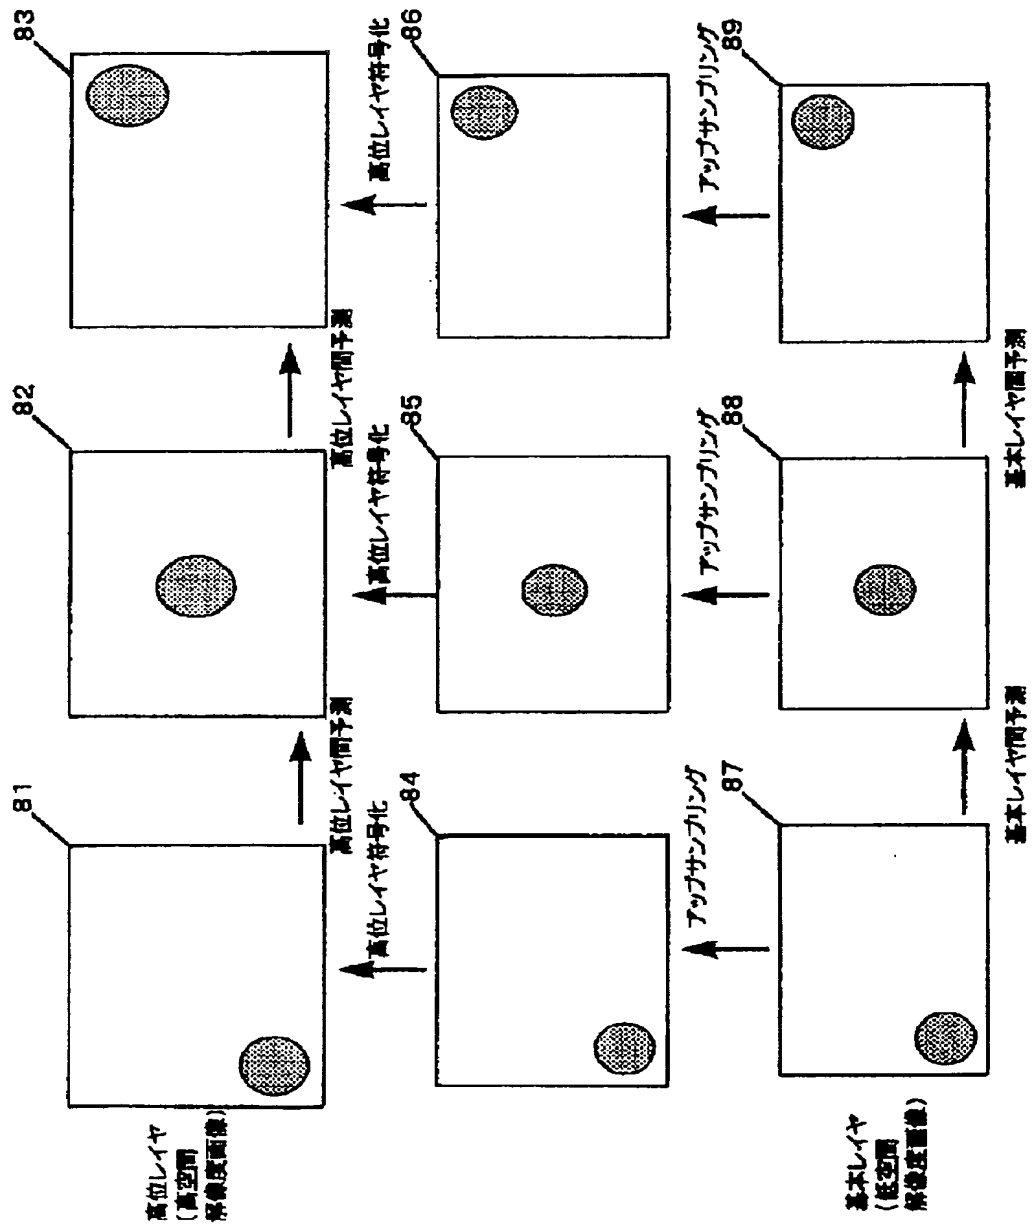 81
82
83
高位レイヤ
(高空間
解像度画像)
高位レイヤ間予測
高位レイヤ間予測
高位レイヤ符号化
高位レイヤ符号化
高位レイヤ符号化
84
85
86
アップサンプリング
アップサンプリング
アップサンプリング
87
88
89
基本レイヤ
(低空間
解像度画像)
基本レイヤ間予測
基本レイヤ間予測